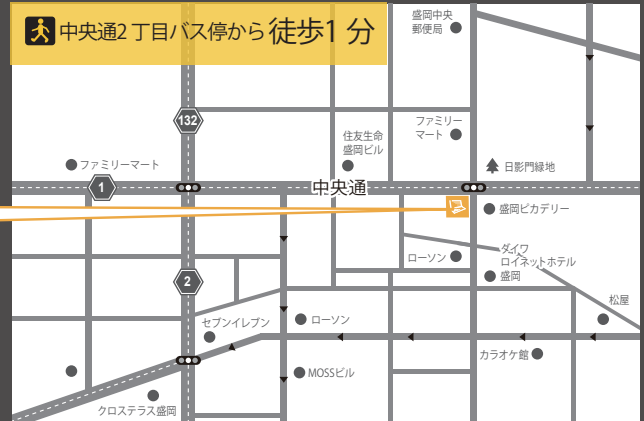 中央通2丁目バス停から 徒歩1分
盛岡中央
郵便局
132
ファミリー
マート
住友生命
盛岡ビル
ファミリーマート
日影門緑地
1
中央通
盛岡ピカデリー
ダイワ
ロイネットホテル
盛岡
ローソン
2
松屋
セブンイレブン
ローソン
カラオケ館
MOSSビル
クロステラス盛岡